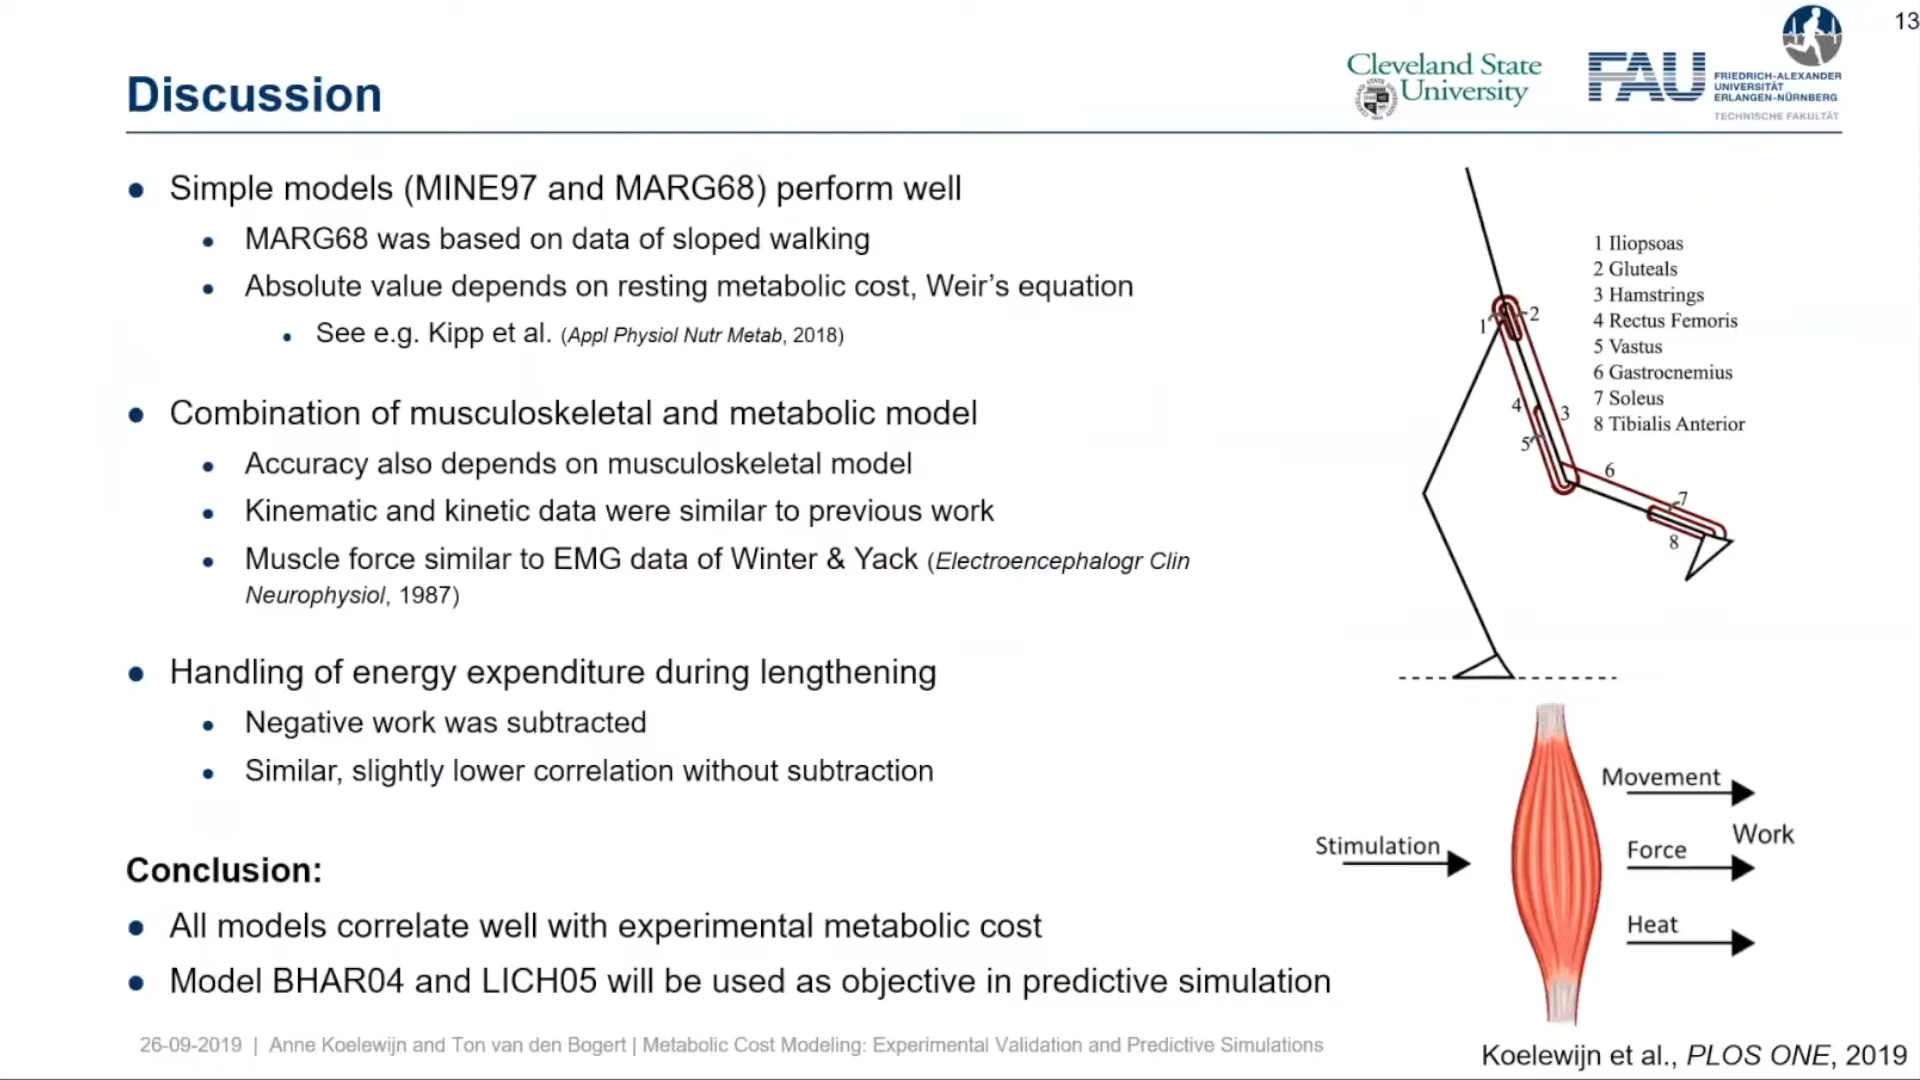 13
Discussion
Cleveland State
University
FAU
FRIEDRICH-ALEXANDER
UNIVERSITÄT
ERLANGEN-NÜRNBERG
TECHNISCHE FAKULTÄT
Simple models (MINE97 and MARG68) perform well
MARG68 was based on data of sloped walking
Absolute value depends on resting metabolic cost, Weir's equation
See e.g. Kipp et al. (Appl Physiol Nutr Metab, 2018)
Combination of musculoskeletal and metabolic model
Accuracy also depends on musculoskeletal model
Kinematic and kinetic data were similar to previous work
Muscle force similar to EMG data of Winter & Yack (Electroencephalogr Clin
Neurophysiol, 1987)
Handling of energy expenditure during lengthening
Negative work was subtracted
Similar, slightly lower correlation without subtraction
Conclusion:
All models correlate well with experimental metabolic cost
Model BHAR04 and LICH05 will be used as objective in predictive simulation
1 Iliopsoas
2 Gluteals
3 Hamstrings
4 Rectus Femoris
5 Vastus
6 Gastrocnemius
7 Soleus
8 Tibialis Anterior
1
2
4
3
5
6
7
8
Movement
Work
Stimulation
Force
Heat
26-09-2019 | Anne Koelewijn and Ton van den Bogert | Metabolic Cost Modeling: Experimental Validation and Predictive Simulations
Koelewijn et al., PLOS ONE, 2019